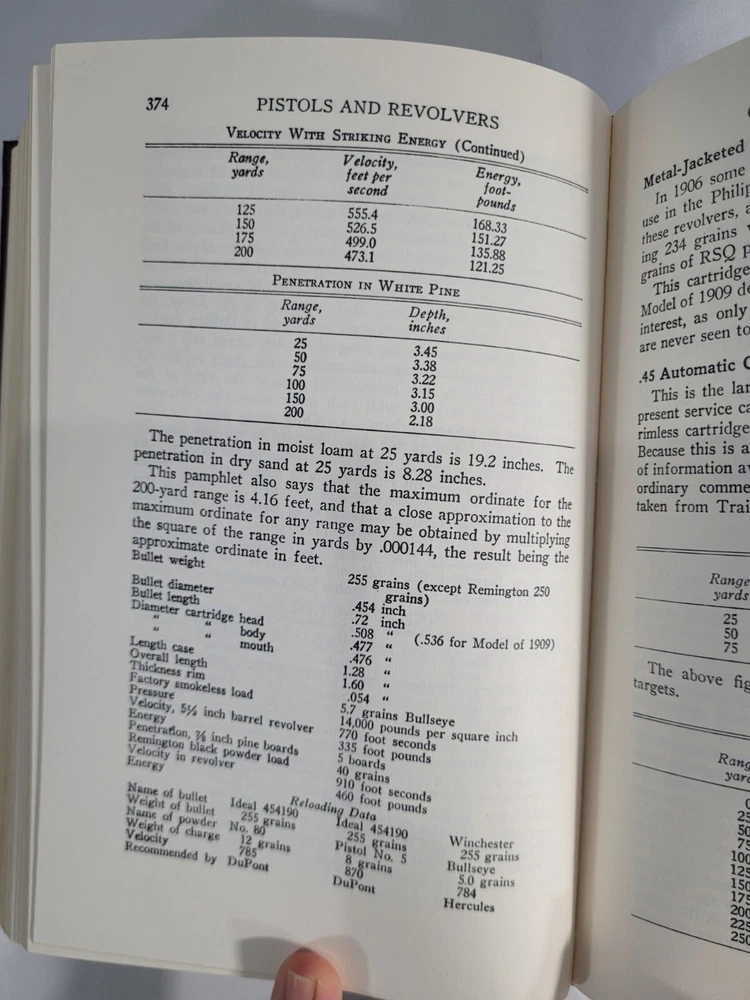 374 PISTOLS AND REVOLVERS
VELOCITY WITH STRIKING ENERGY (Continued)
Range, yards Velocity, feet per second Energy, foot-pounds
125 555.4 168.33
150 526.5 151.27
175 499.0 135.88
200 473.1 121.25
PENETRATION IN WHITE PINE
Range, yards Depth, inches
25 3.45
50 3.38
75 3.22
100 3.15
150 3.00
200 2.18
The penetration in moist loam at 25 yards is 19.2 inches. The
penetration in dry sand at 25 yards is 8.28 inches.
This pamphlet also says that the maximum ordinate for the
200-yard range is 4.16 feet, and that a close approximation to the
maximum ordinate for any range may be obtained by multiplying
the square of the range in yards by .000144, the result being the
approximate ordinate in feet.
Bullet weight 255 grains (except Remington 250
grains)
Bullet diameter .454 inch
Bullet length .72 inch
Diameter cartridge head .508 " (.536 for Model of 1909)
" " body .477 "
" " mouth .476 "
Length case 1.28 "
Overall length 1.60 "
Thickness rim .054 "
Factory smokeless load 5.7 grains Bullseye
Pressure 14,000 pounds per square inch
Velocity, 5½ inch barrel revolver 770 foot seconds
Energy 335 foot pounds
Penetration, ⅞ inch pine boards 5 boards
Remington black powder load 40 grains
Velocity in revolver 910 foot seconds
Energy 460 foot pounds
Reloading Data
Name of bullet Ideal 454190 Ideal 454190 Winchester
Weight of bullet 255 grains 255 grains 255 grains
Name of powder No. 80 Pistol No. 5 Bullseye
Weight of charge 12 grains 8 grains 5.0 grains
Velocity 785 870 784
Recommended by DuPont DuPont Hercules
Metal-Jacketed
In 1906 some
use in the
these revolvers,
ing 234 grains
grains of RSQ
This cartridge
Model of 1909
interest, as only
are never seen to
.45 Automatic
This is the
present service
rimless cartridge
Because this is a
of information
ordinary
taken from
Range
yards
25
50
75
The above
targets.
25
50
75
100
125
150
175
200
225
250